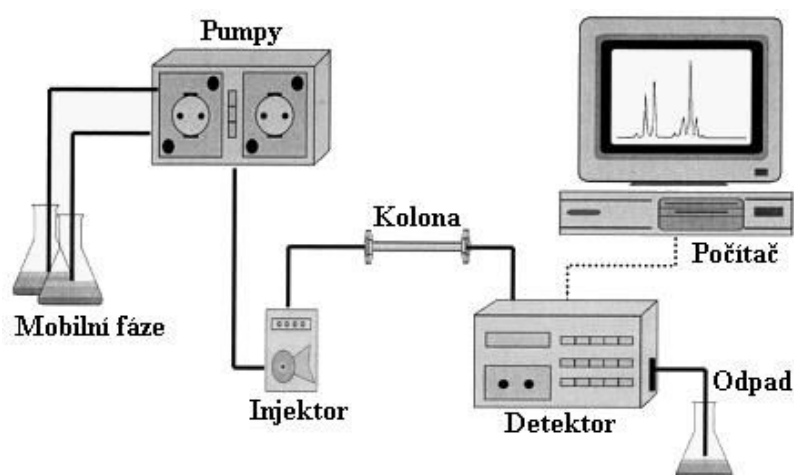 Pumpy
Kolona
Počítač
Mobilní fáze
Injektor
Detektor
Odpad